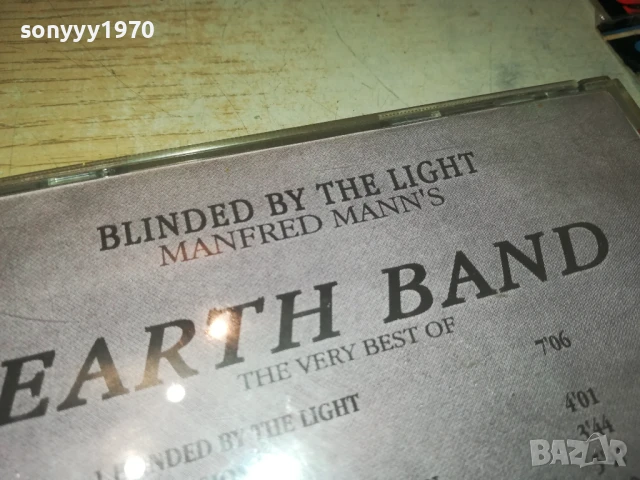 sonyyy1970
BLINDED BY THE LIGHT
MANFRED MANN'S
EARTH BAND
THE VERY BEST OF
7'06
BLINDED BY THE LIGHT
4'01
3'44
BAZAR